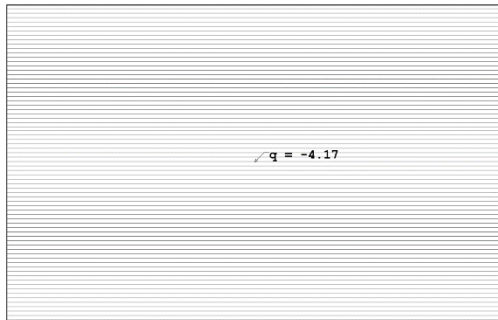 q = -4.17